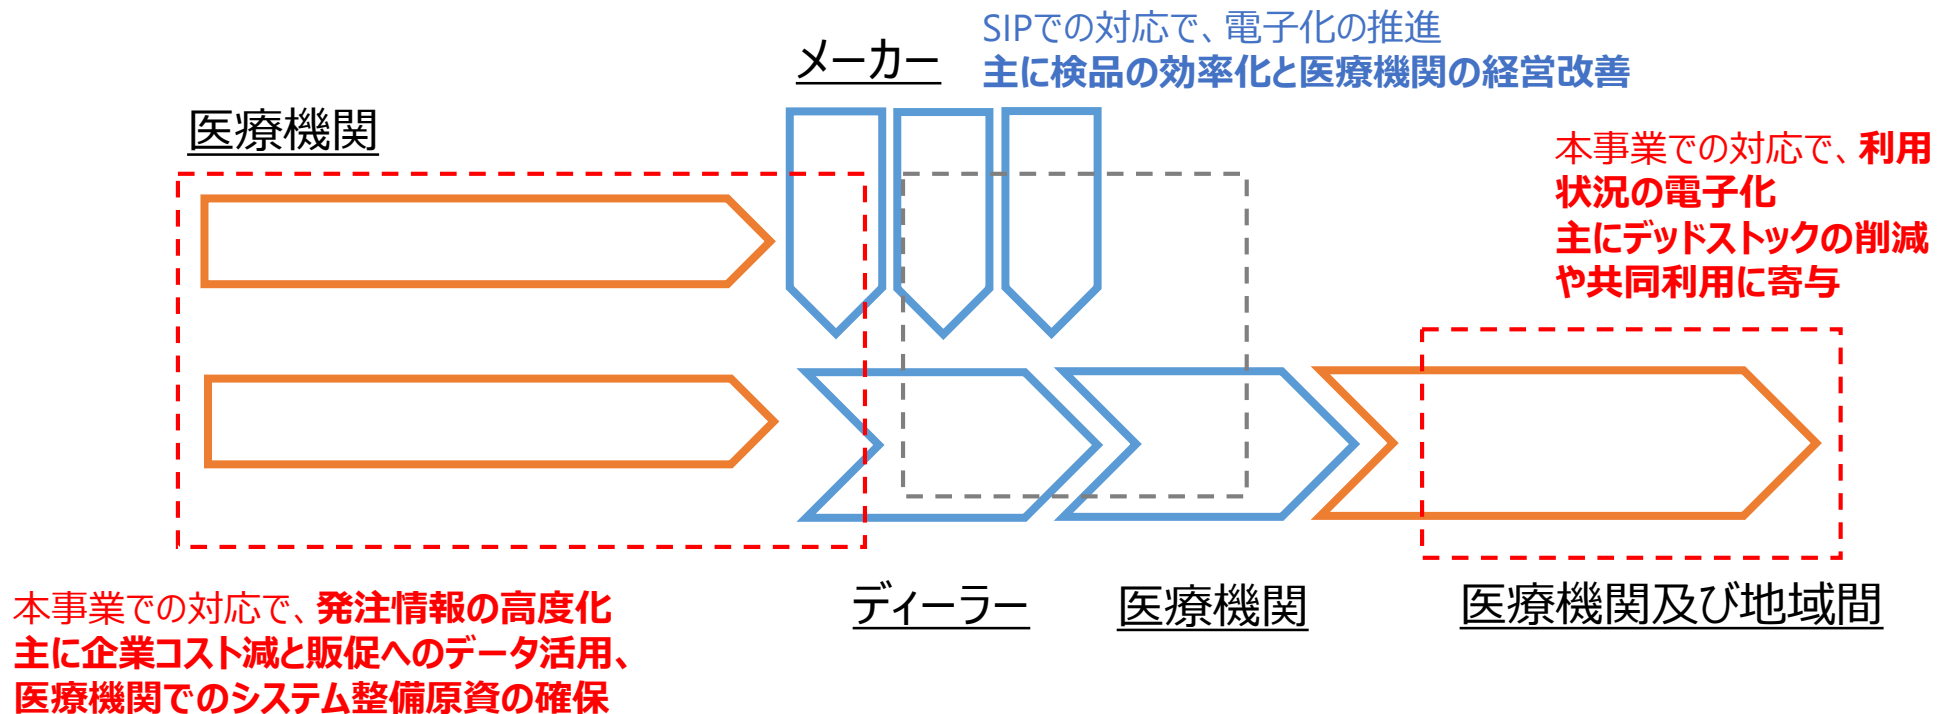 SIPでの対応で、電子化の推進
主に検品の効率化と医療機関の経営改善
メーカー
医療機関
本事業での対応で、利用
状況の電子化
主にデッドストックの削減
や共同利用に寄与
ディーラー
医療機関
医療機関及び地域間
本事業での対応で、発注情報の高度化
主に企業コスト減と販促へのデータ活用、
医療機関でのシステム整備原資の確保